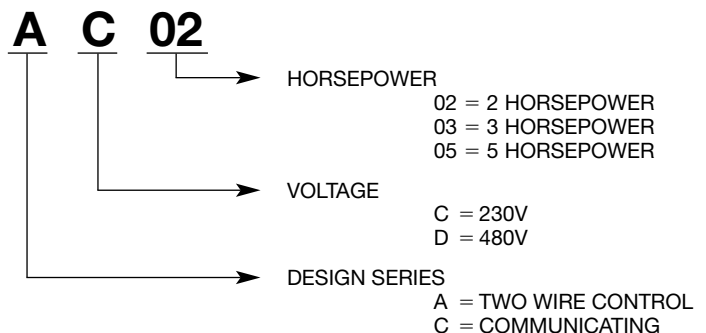 A C 02
HORSEPOWER
02 = 2 HORSEPOWER
03 = 3 HORSEPOWER
05 = 5 HORSEPOWER
VOLTAGE
C = 230V
D = 480V
DESIGN SERIES
A = TWO WIRE CONTROL
C = COMMUNICATING